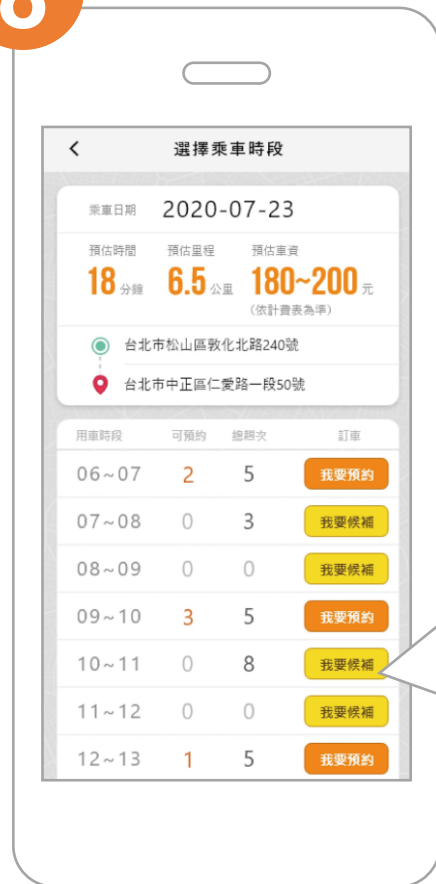 選擇乘車時段
乘車日期 2020-07-23
預估時間 預估里程 預估車資
18 分鐘 6.5 公里 180~200 元
(依計費表為準)
台北市松山區敦化北路240號
台北市中正區仁愛路一段50號
用車時段 可預約 總趟次 訂車
06~07 2 5 我要預約
07~08 0 3 我要候補
08~09 0 0 我要候補
09~10 3 5 我要預約
10~11 0 8 我要候補
11~12 0 0 我要候補
12~13 1 5 我要預約